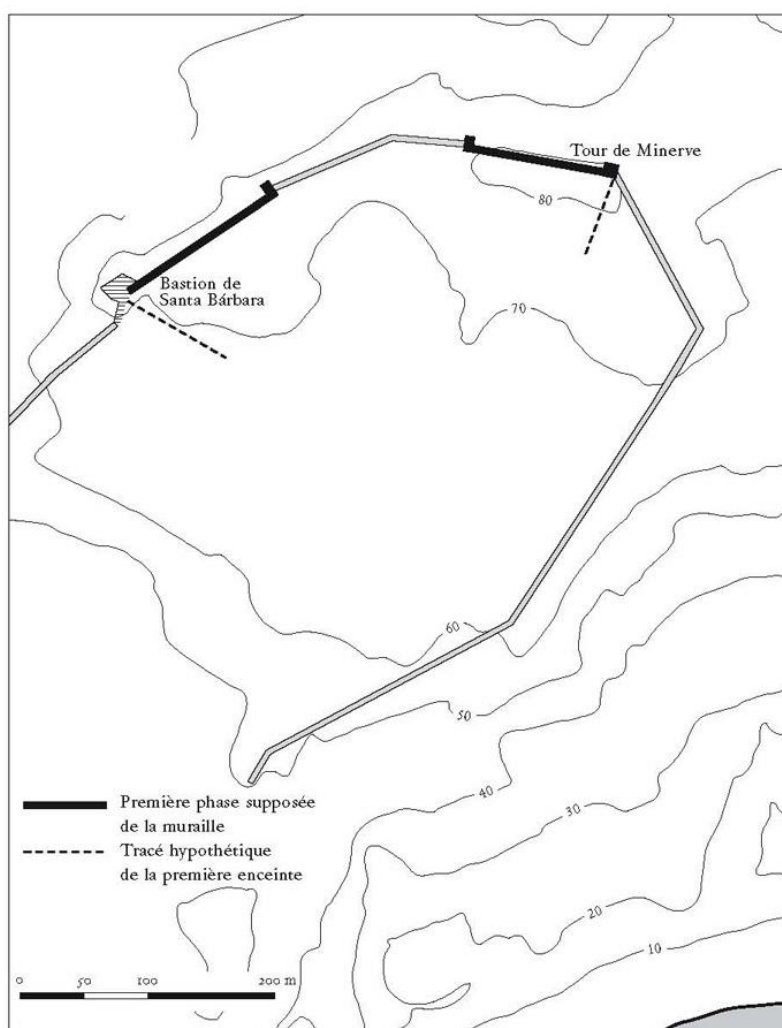 Tour de Minerve
80
Bastion de
Santa Bárbara
70
60
50
40
30
20
10
Première phase supposée
de la muraille
Tracé hypothétique
de la première enceinte
0 50 100 200 m